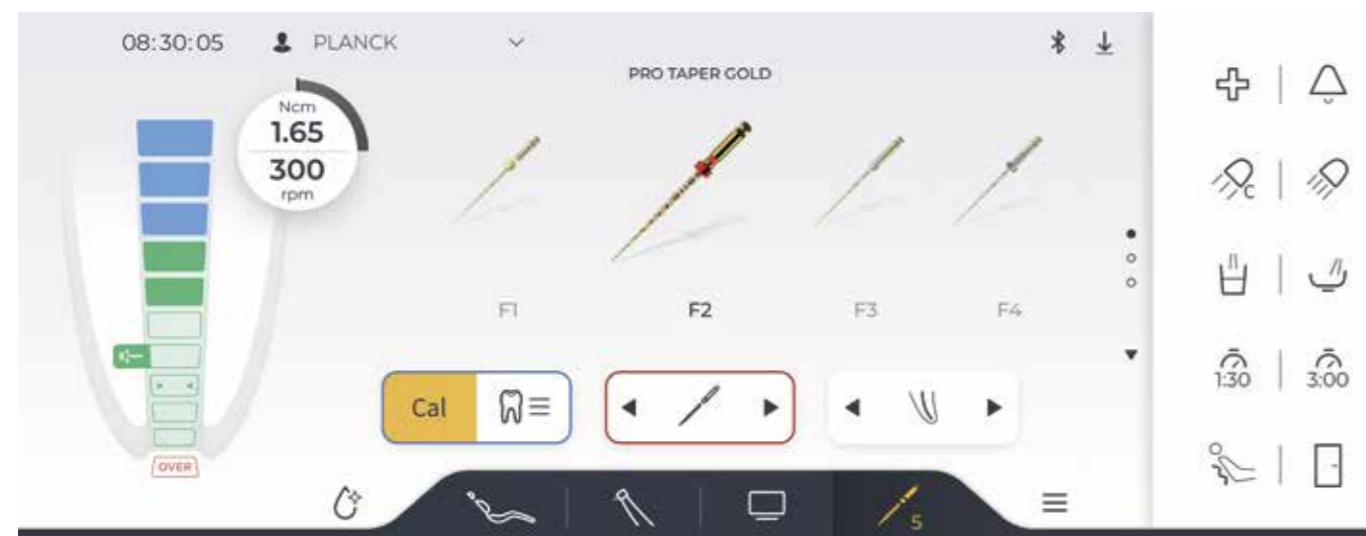 08:30:05 PLANCK
PRO TAPER GOLD
Ncm
1.65
300
rpm
F1 F2 F3 F4
Cal
OVER
5
C
1:30 3:00